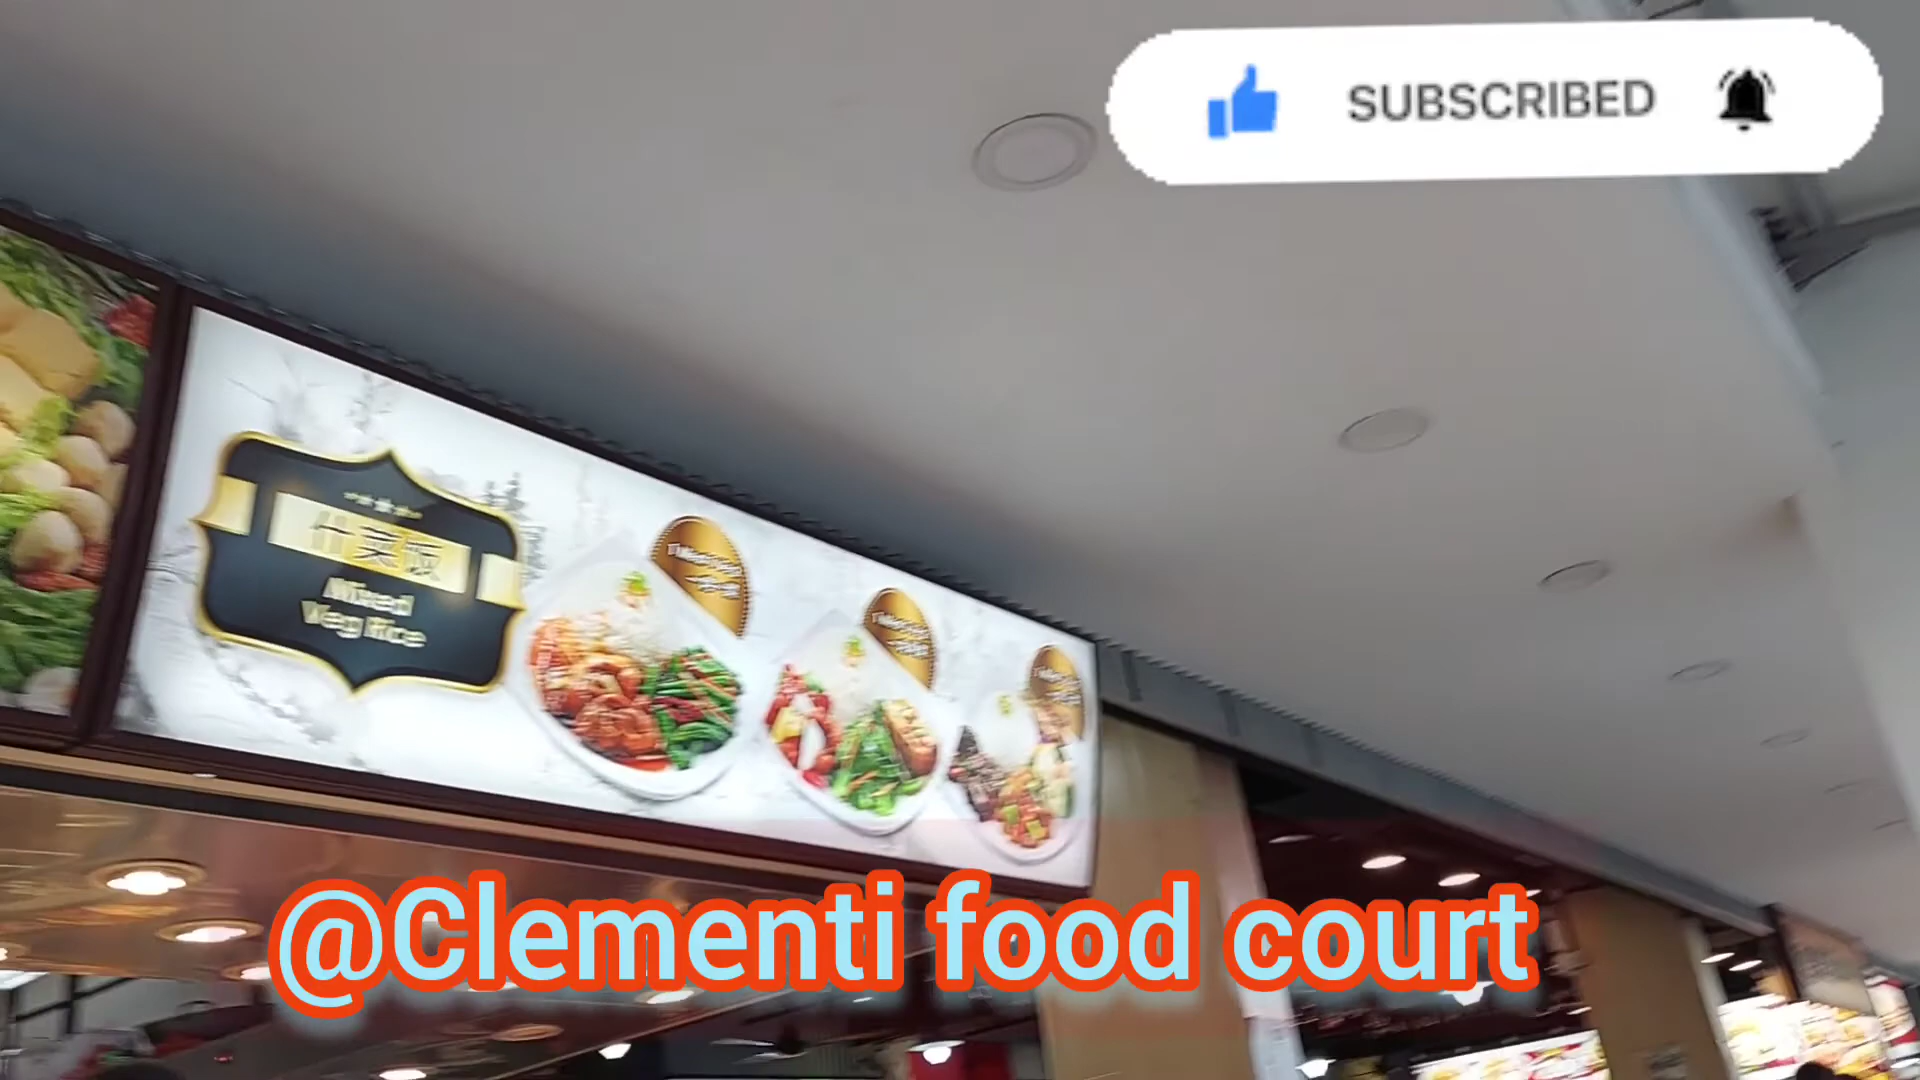 SUBSCRIBED
什菜饭
Mixed
Veg Rice
@Clementi food court